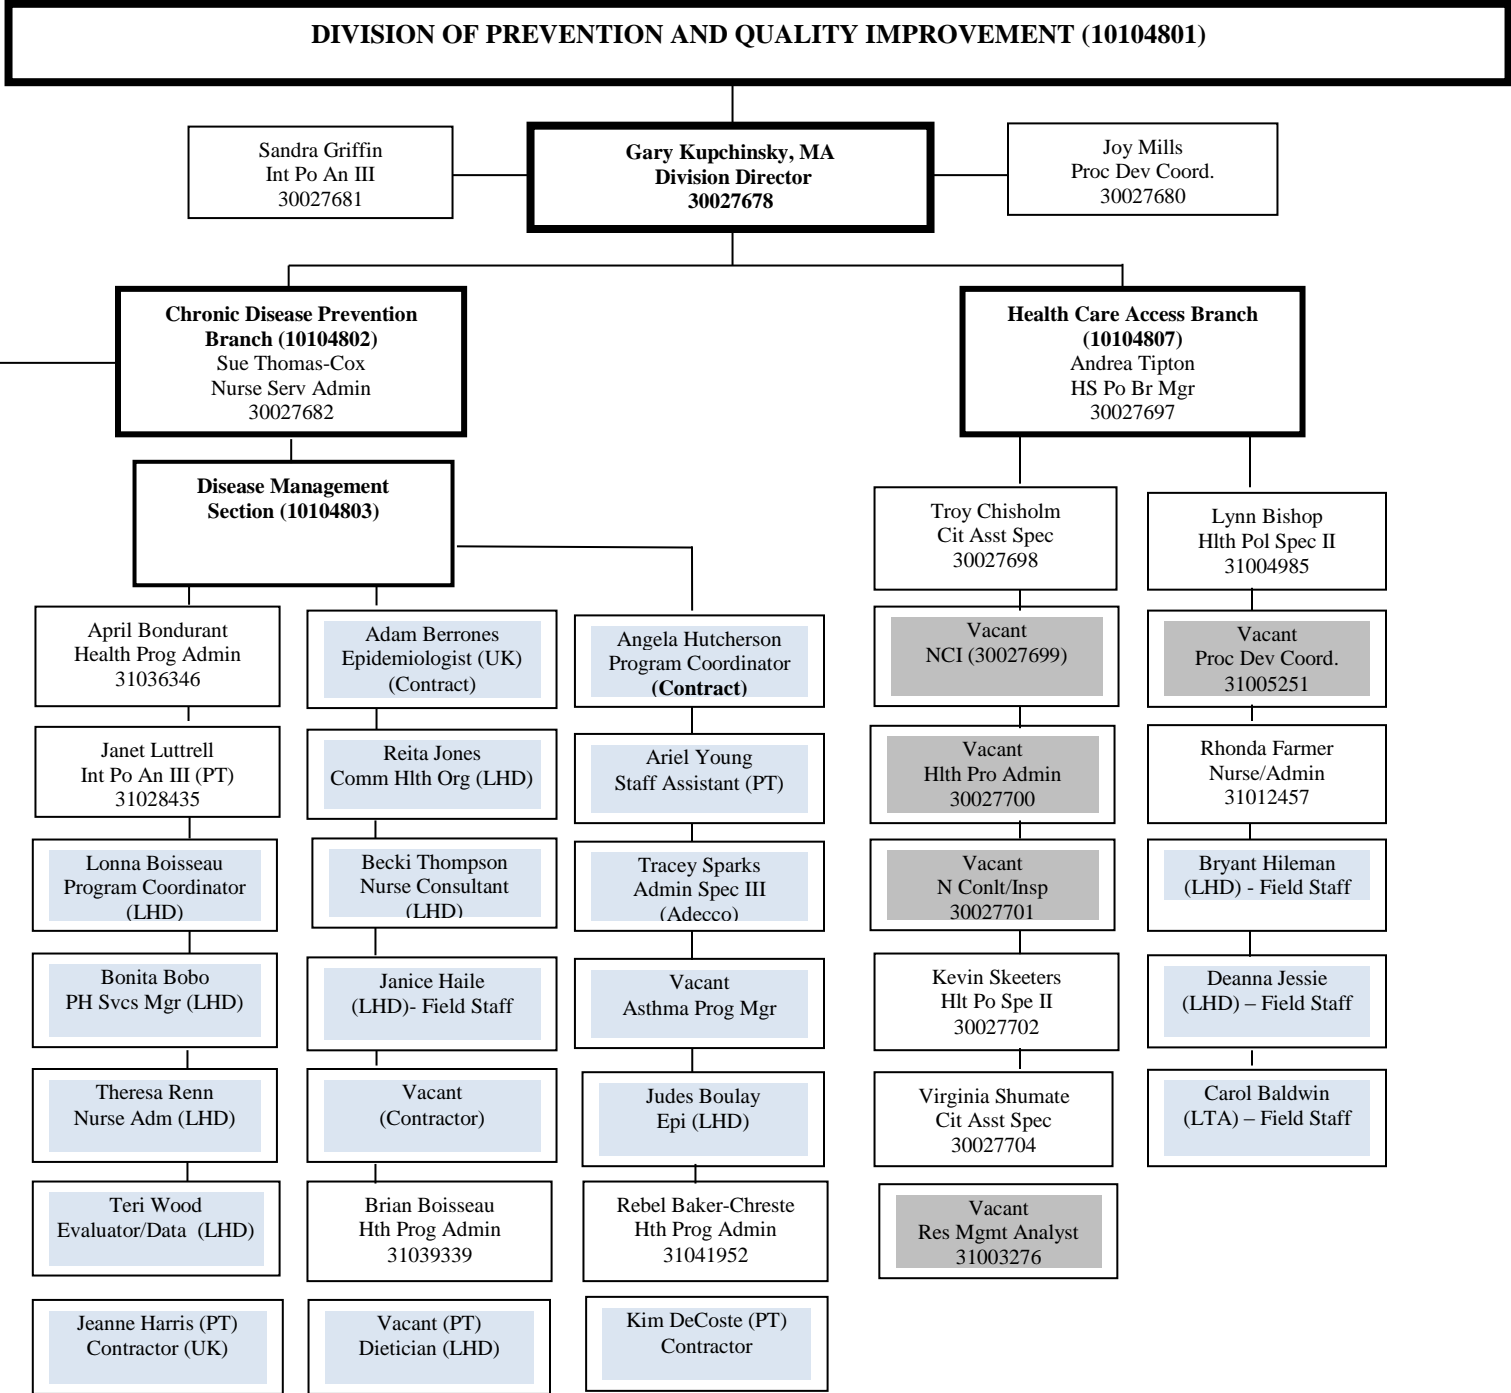 DIVISION OF PREVENTION AND QUALITY IMPROVEMENT (10104801)
Sandra Griffin
Int Po An III
30027681
Gary Kupchinsky, MA
Division Director
30027678
Joy Mills
Proc Dev Coord.
30027680
Chronic Disease Prevention
Branch (10104802)
Sue Thomas-Cox
Nurse Serv Admin
30027682
Health Care Access Branch
(10104807)
Andrea Tipton
HS Po Br Mgr
30027697
Disease Management
Section (10104803)
April Bondurant
Health Prog Admin
31036346
Janet Luttrell
Int Po An III (PT)
31028435
Lonna Boisseau
Program Coordinator
(LHD)
Bonita Bobo
PH Svcs Mgr (LHD)
Theresa Renn
Nurse Adm (LHD)
Teri Wood
Evaluator/Data (LHD)
Jeanne Harris (PT)
Contractor (UK)
Adam Berrones
Epidemiologist (UK)
(Contract)
Reita Jones
Comm Hlth Org (LHD)
Becki Thompson
Nurse Consultant
(LHD)
Janice Haile
(LHD)- Field Staff
Vacant
(Contractor)
Brian Boisseau
Hth Prog Admin
31039339
Vacant (PT)
Dietician (LHD)
Angela Hutcherson
Program Coordinator
(Contract)
Ariel Young
Staff Assistant (PT)
Tracey Sparks
Admin Spec III
(Adecco)
Vacant
Asthma Prog Mgr
Judes Boulay
Epi (LHD)
Rebel Baker-Chreste
Hth Prog Admin
31041952
Kim DeCoste (PT)
Contractor
Troy Chisholm
Cit Asst Spec
30027698
Vacant
NCI (30027699)
Vacant
Hlth Pro Admin
30027700
Vacant
N Conlt/Insp
30027701
Kevin Skeeters
Hlt Po Spe II
30027702
Virginia Shumate
Cit Asst Spec
30027704
Vacant
Res Mgmt Analyst
31003276
Lynn Bishop
Hlth Pol Spec II
31004985
Vacant
Proc Dev Coord.
31005251
Rhonda Farmer
Nurse/Admin
31012457
Bryant Hileman
(LHD) - Field Staff
Deanna Jessie
(LHD) – Field Staff
Carol Baldwin
(LTA) – Field Staff